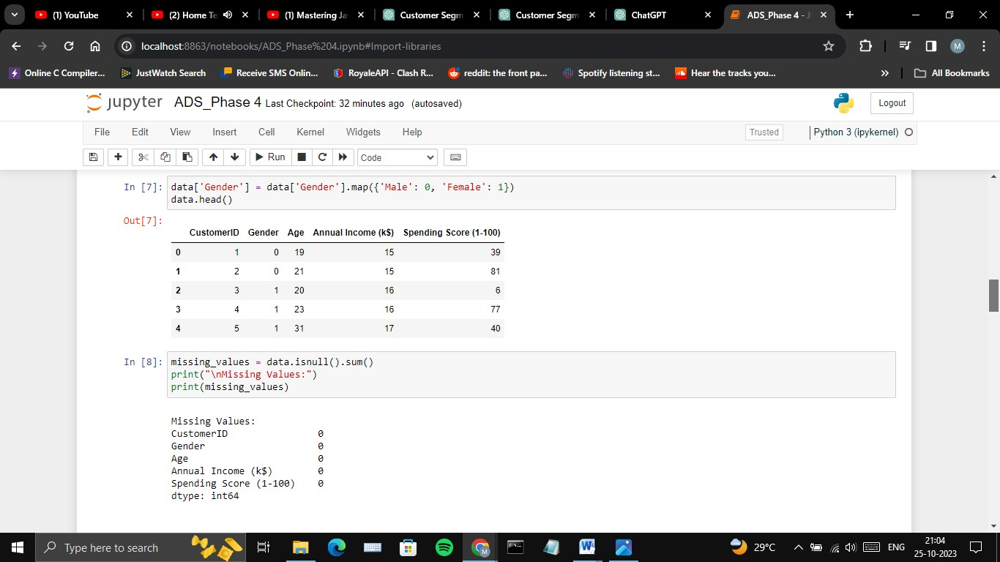 (1) YouTube
(2) Home Te
(1) Mastering Ja
Customer Segm
Customer Segm
ChatGPT
ADS_Phase 4 - J
localhost:8863/notebooks/ADS_Phase%204.ipynb#Import-libraries
M
Online C Compiler...
JustWatch Search
Receive SMS Onlin...
RoyaleAPI - Clash R...
reddit: the front pa...
Spotify listening st...
Hear the tracks you...
»
All Bookmarks
jupyter ADS_Phase 4 Last Checkpoint: 32 minutes ago (autosaved)
Logout
File Edit View Insert Cell Kernel Widgets Help
Trusted
Python 3 (ipykernel)
Run
Code
In [7]: data['Gender'] = data['Gender'].map({'Male': 0, 'Female': 1})
data.head()
Out[7]:
CustomerID Gender Age Annual Income (k$) Spending Score (1-100)
0 1 0 19 15 39
1 2 0 21 15 81
2 3 1 20 16 6
3 4 1 23 16 77
4 5 1 31 17 40
In [8]: missing_values = data.isnull().sum()
print("\nMissing Values:")
print(missing_values)
Missing Values:
CustomerID 0
Gender 0
Age 0
Annual Income (k$) 0
Spending Score (1-100) 0
dtype: int64
Type here to search
29°C
ENG
21:04
25-10-2023